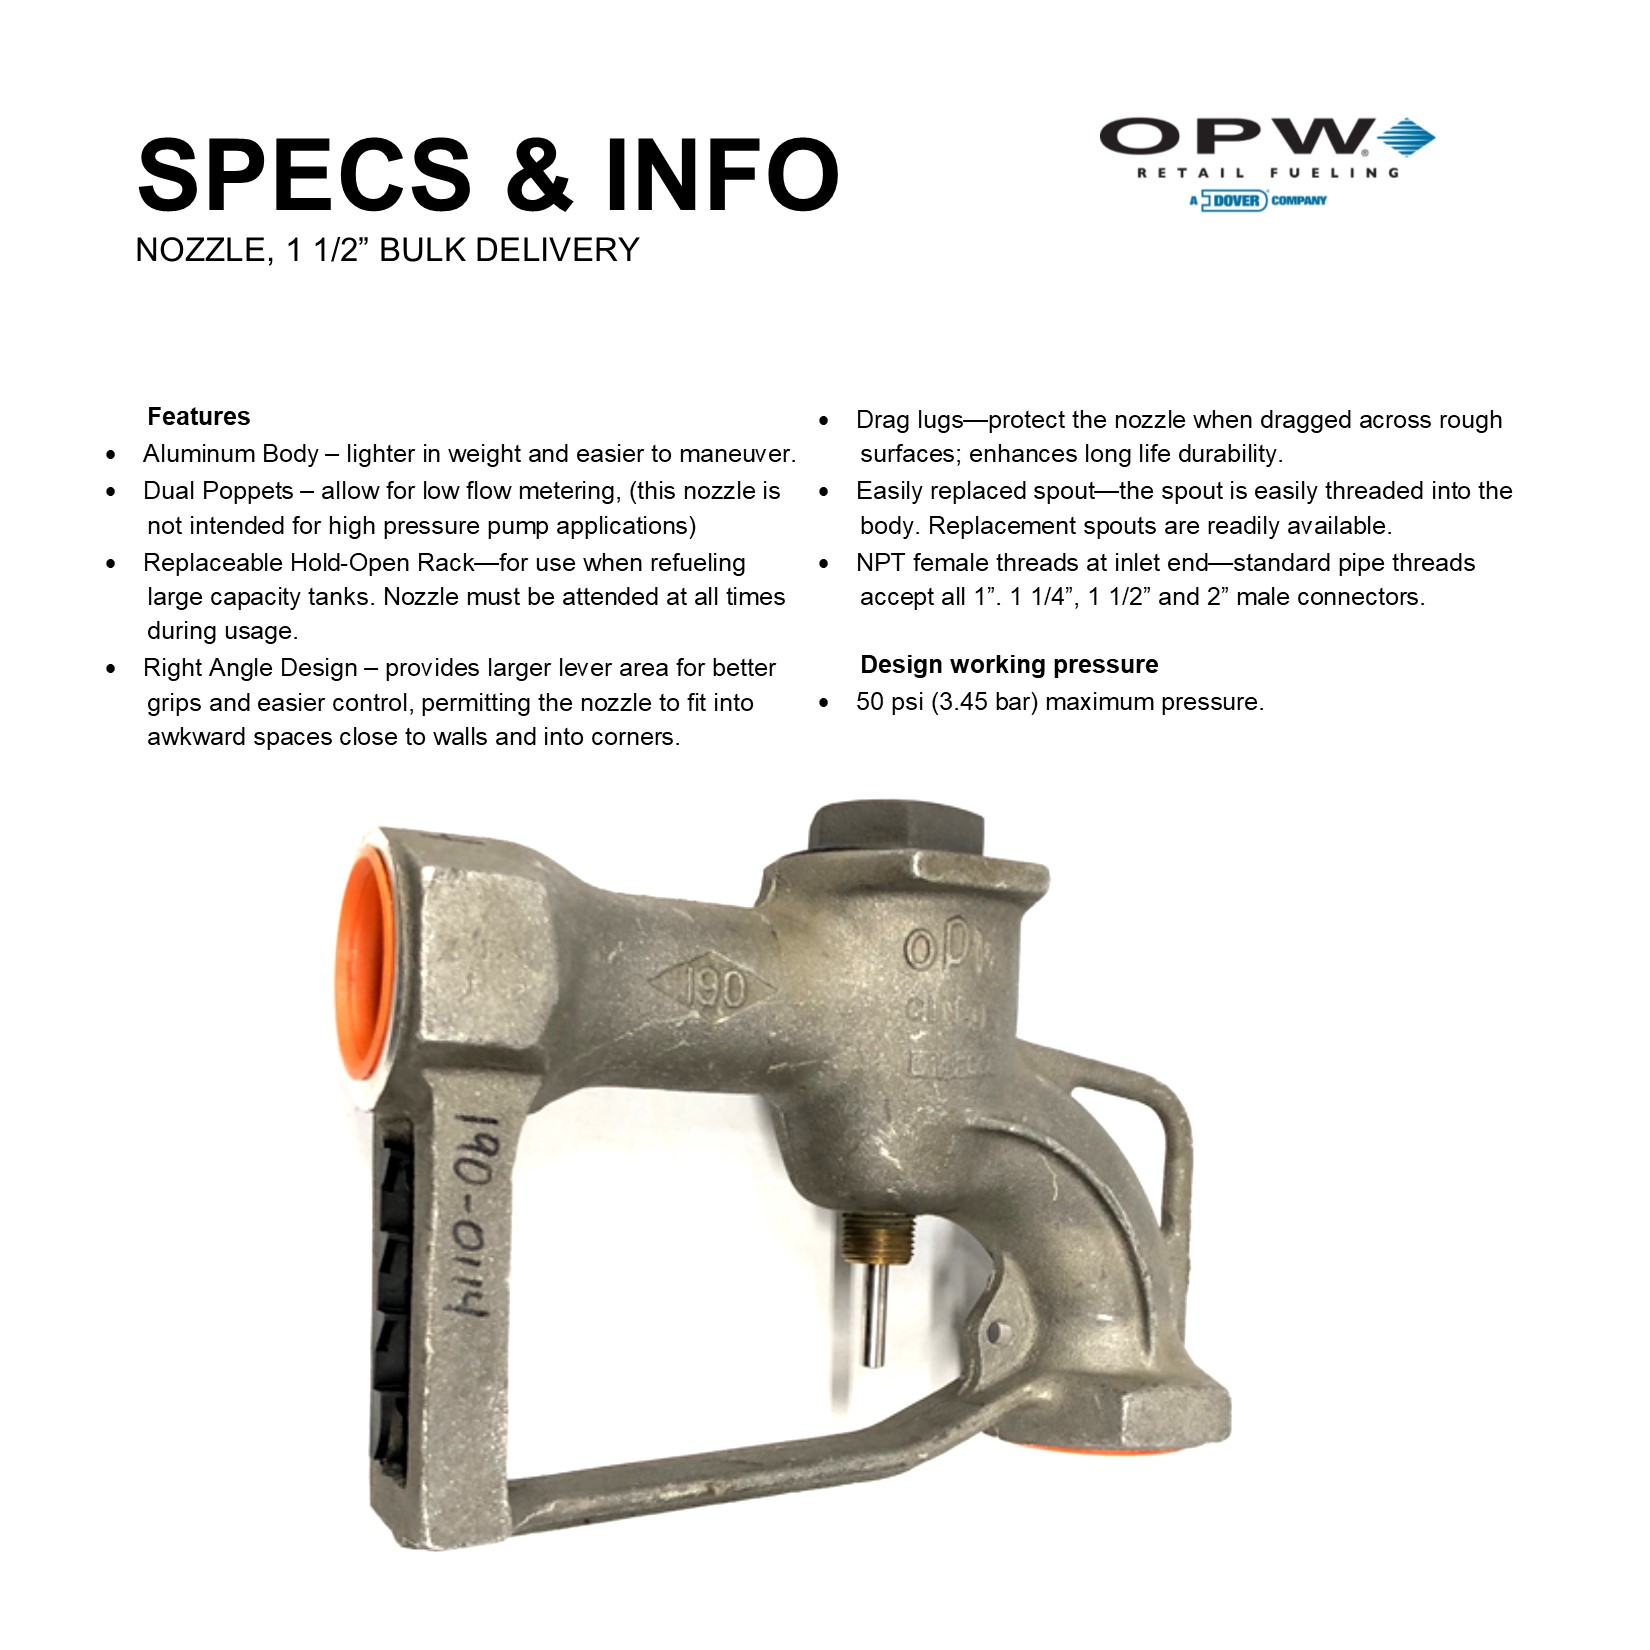 SPECS & INFO
NOZZLE, 1 1/2” BULK DELIVERY
OPW®
RETAIL FUELING
A DOVER® COMPANY
Features
• Aluminum Body – lighter in weight and easier to maneuver.
• Dual Poppets – allow for low flow metering, (this nozzle is
not intended for high pressure pump applications)
• Replaceable Hold-Open Rack—for use when refueling
large capacity tanks. Nozzle must be attended at all times
during usage.
• Right Angle Design – provides larger lever area for better
grips and easier control, permitting the nozzle to fit into
awkward spaces close to walls and into corners.
• Drag lugs—protect the nozzle when dragged across rough
surfaces; enhances long life durability.
• Easily replaced spout—the spout is easily threaded into the
body. Replacement spouts are readily available.
• NPT female threads at inlet end—standard pipe threads
accept all 1”. 1 1/4”, 1 1/2” and 2” male connectors.
Design working pressure
• 50 psi (3.45 bar) maximum pressure.
190
OPW
190-0114